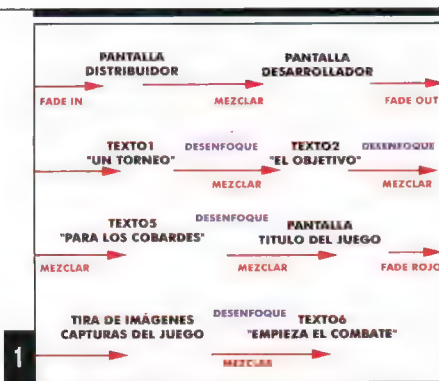 PANTALLA DISTRIBUIDOR
PANTALLA DESARROLLADOR
FADE IN
MEZCLAR
FADE OUT
TEXTO1 "UN TORNEO"
DESENFOQUE
TEXTO2 "EL OBJETIVO"
DESENFOQUE
MEZCLAR
MEZCLAR
TEXTO5 "PARA LOS COBARDES"
DESENFOQUE
PANTALLA TITULO DEL JUEGO
MEZCLAR
MEZCLAR
FADE ROJO
TIRA DE IMÁGENES CAPTURAS DEL JUEGO
DESENFOQUE
TEXTO6 "EMPIEZA EL COMBATE"
MEZCLAR
1